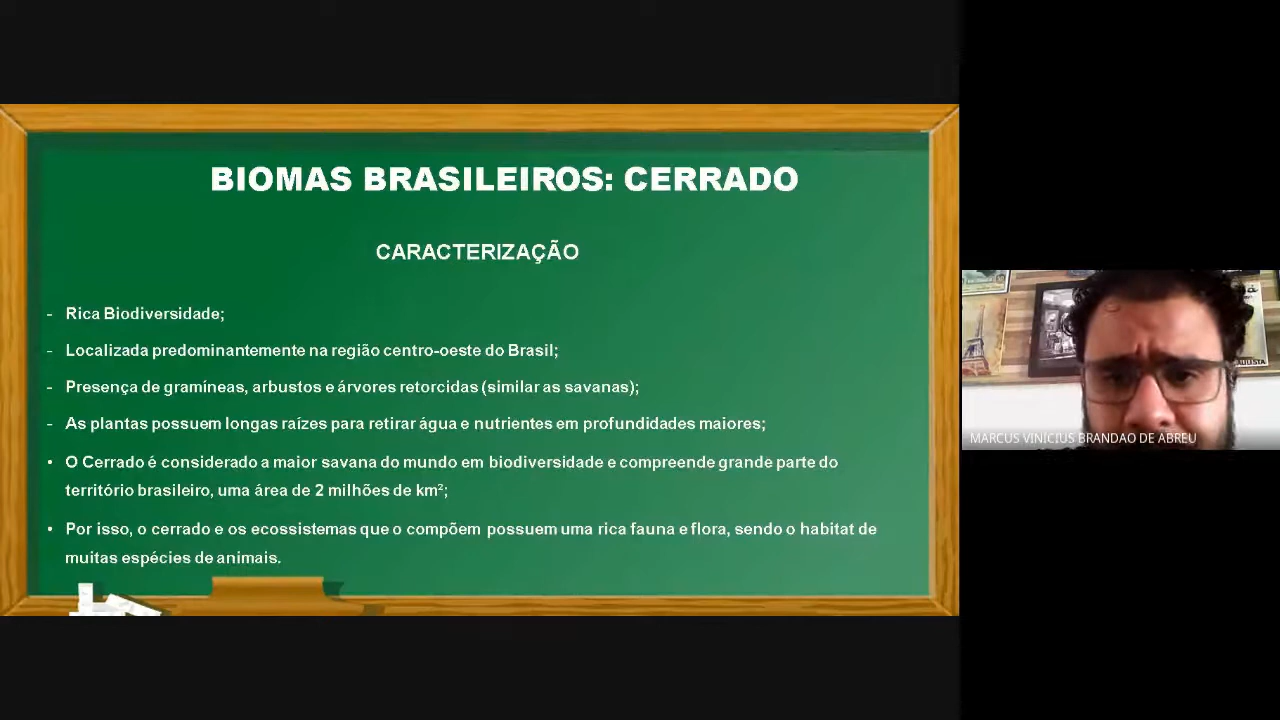 BIOMAS BRASILEIROS: CERRADO
CARACTERIZAÇÃO
- Rica Biodiversidade;
- Localizada predominantemente na região centro-oeste do Brasil;
- Presença de gramíneas, arbustos e árvores retorcidas (similar as savanas);
- As plantas possuem longas raízes para retirar água e nutrientes em profundidades maiores;
• O Cerrado é considerado a maior savana do mundo em biodiversidade e compreende grande parte do
território brasileiro, uma área de 2 milhões de km²;
• Por isso, o cerrado e os ecossistemas que o compõem possuem uma rica fauna e flora, sendo o habitat de
muitas espécies de animais.
MARCUS VINICIUS BRANDAO DE ABREU